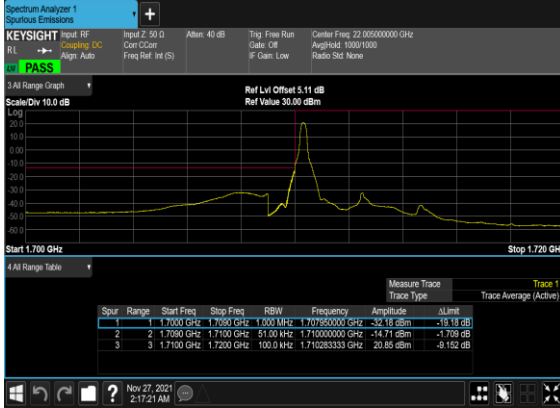 Spectrum Analyzer 1
Spurious Emissions
+
KEYSIGHT Input: RF Input Z: 50 Ω Atten: 40 dB Trig: Free Run Center Freq: 22.005000000 GHz
RL Coupling: DC Corr CCorr Gate: Off Avg|Hold: 1000/1000
Align: Auto Freq Ref: Int (S) IF Gain: Low Radio Std: None
LXI PASS
3 All Range Graph
Ref Lvl Offset 5.11 dB
Scale/Div 10.0 dB Ref Value 30.00 dBm
Log
20.0
10.0
0.00
-10.0
-20.0
-30.0
-40.0
-50.0
-60.0
Start 1.700 GHz Stop 1.720 GH
4 All Range Table
Measure Trace Trace 1
Trace Type Trace Average (Active)
Spur Range Start Freq Stop Freq RBW Frequency Amplitude ΔLimit
1 1 1.7000 GHz 1.7090 GHz 1.000 MHz 1.707950000 GHz -32.18 dBm -19.18 dB
2 2 1.7090 GHz 1.7100 GHz 51.00 kHz 1.710000000 GHz -14.71 dBm -1.709 dB
3 3 1.7100 GHz 1.7200 GHz 100.0 kHz 1.710283333 GHz 20.85 dBm -9.152 dB
? Nov 27, 2021
2:17:21 AM